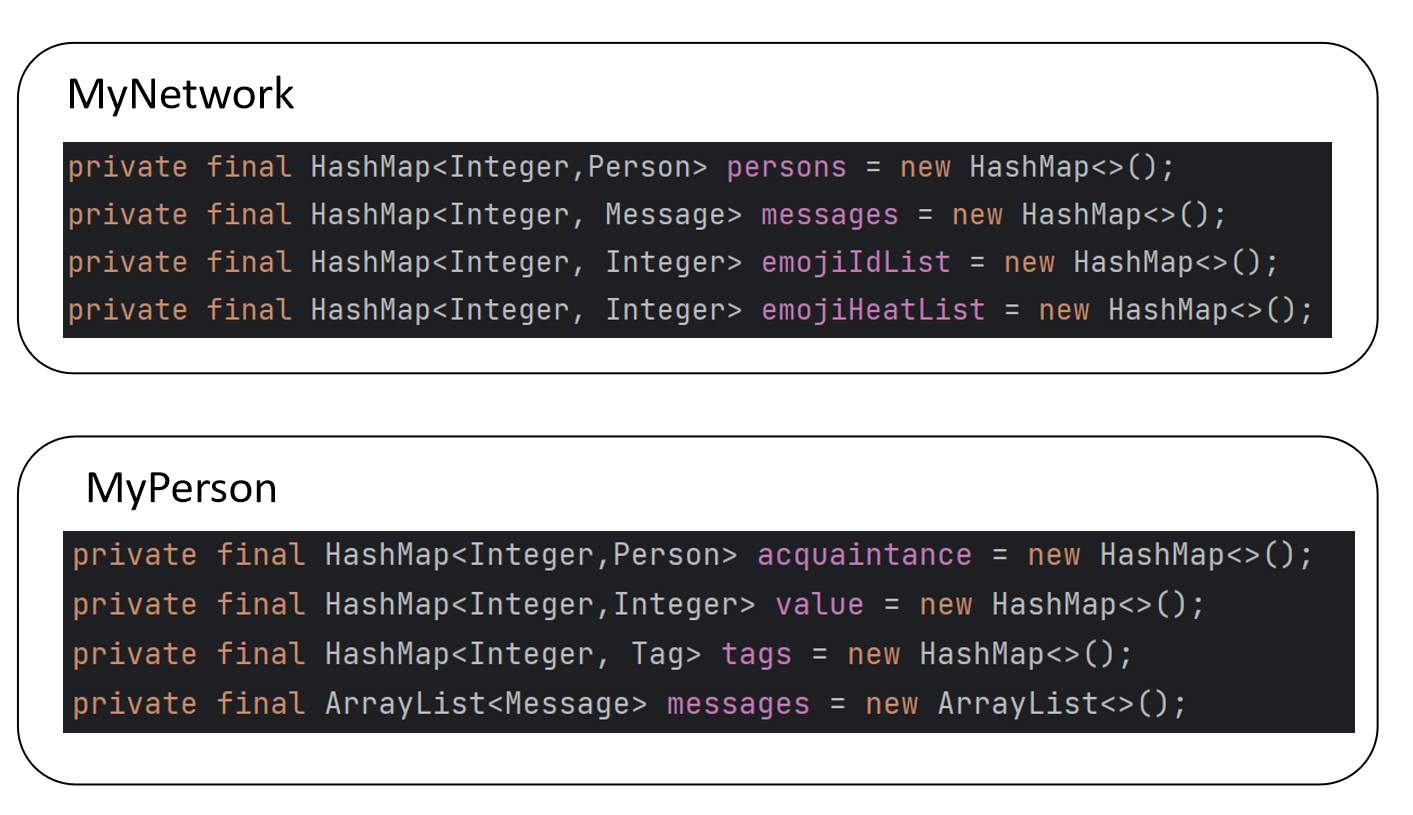 MyNetwork
private final HashMap<Integer,Person> persons = new HashMap<>();
private final HashMap<Integer, Message> messages = new HashMap<>();
private final HashMap<Integer, Integer> emojiIdList = new HashMap<>();
private final HashMap<Integer, Integer> emojiHeatList = new HashMap<>();
MyPerson
private final HashMap<Integer,Person> acquaintance = new HashMap<>();
private final HashMap<Integer,Integer> value = new HashMap<>();
private final HashMap<Integer, Tag> tags = new HashMap<>();
private final ArrayList<Message> messages = new ArrayList<>();